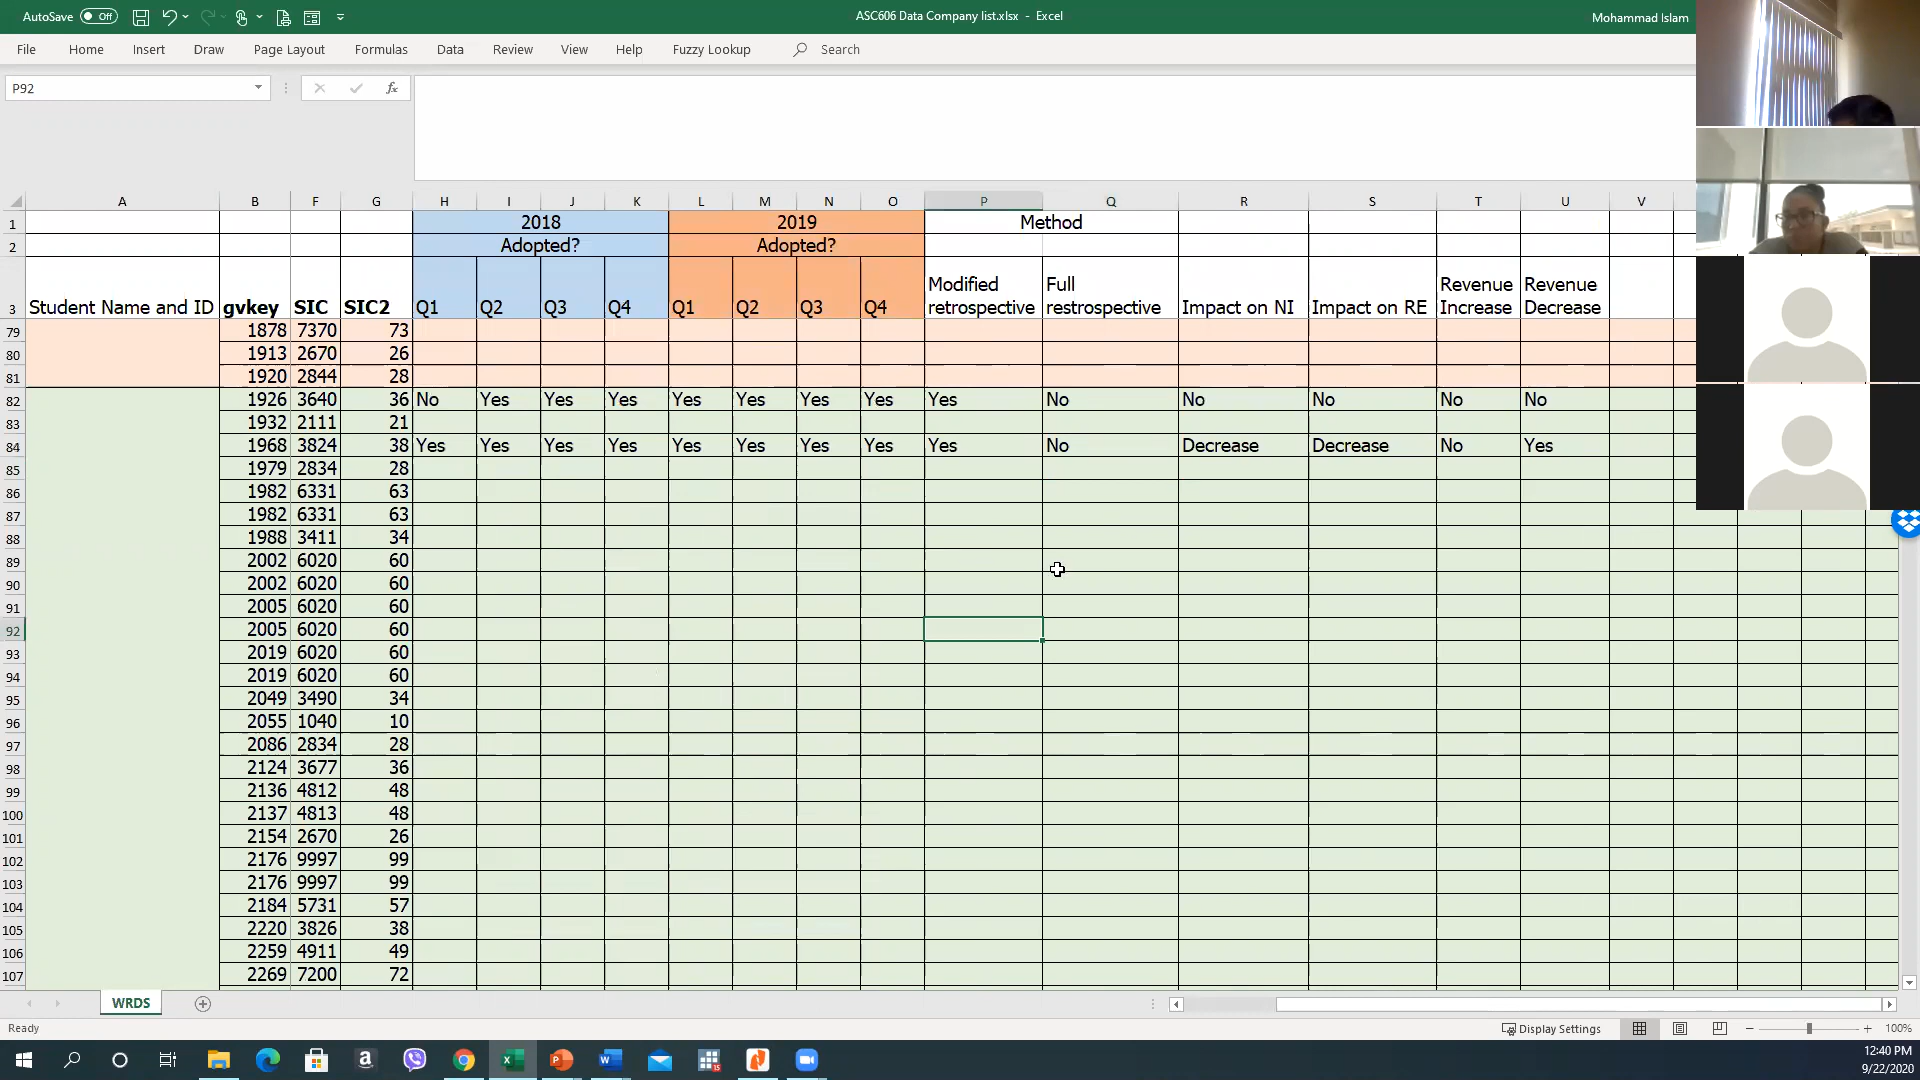 AutoSave Off ASC606 Data Company list.xlsx - Excel Mohammad Islam
File Home Insert Draw Page Layout Formulas Data Review View Help Fuzzy Lookup Search
P92 fx
A B F G H I J K L M N O P Q R S T U V
1 2018 2019 Method
2 Adopted? Adopted?
Modified Full Revenue Revenue
3 Student Name and ID gvkey SIC SIC2 Q1 Q2 Q3 Q4 Q1 Q2 Q3 Q4 retrospective restrospective Impact on NI Impact on RE Increase Decrease
79 1878 7370 73
80 1913 2670 26
81 1920 2844 28
82 1926 3640 36 No Yes Yes Yes Yes Yes Yes Yes Yes No No No No No
83 1932 2111 21
84 1968 3824 38 Yes Yes Yes Yes Yes Yes Yes Yes Yes No Decrease Decrease No Yes
85 1979 2834 28
86 1982 6331 63
87 1982 6331 63
88 1988 3411 34
89 2002 6020 60
90 2002 6020 60
91 2005 6020 60
92 2005 6020 60
93 2019 6020 60
94 2019 6020 60
95 2049 3490 34
96 2055 1040 10
97 2086 2834 28
98 2124 3677 36
99 2136 4812 48
100 2137 4813 48
101 2154 2670 26
102 2176 9997 99
103 2176 9997 99
104 2184 5731 57
105 2220 3826 38
106 2259 4911 49
107 2269 7200 72
WRDS
Ready Display Settings 100%
12:40 PM
9/22/2020